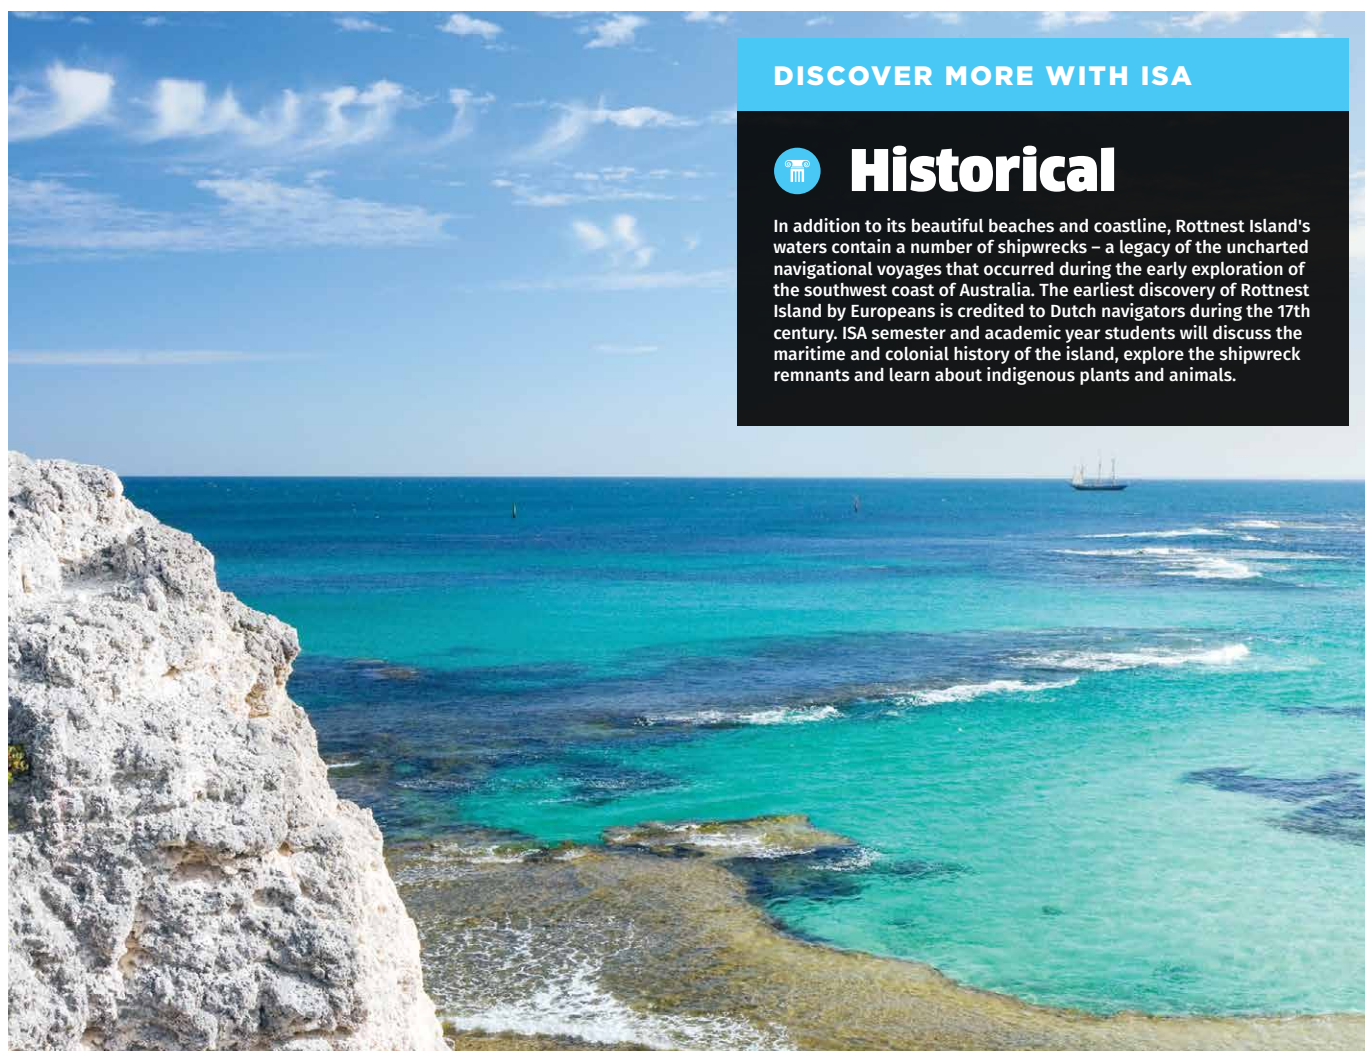 DISCOVER MORE WITH ISA
Historical
In addition to its beautiful beaches and coastline, Rottnest Island's
waters contain a number of shipwrecks – a legacy of the uncharted
navigational voyages that occurred during the early exploration of
the southwest coast of Australia. The earliest discovery of Rottnest
Island by Europeans is credited to Dutch navigators during the 17th
century. ISA semester and academic year students will discuss the
maritime and colonial history of the island, explore the shipwreck
remnants and learn about indigenous plants and animals.